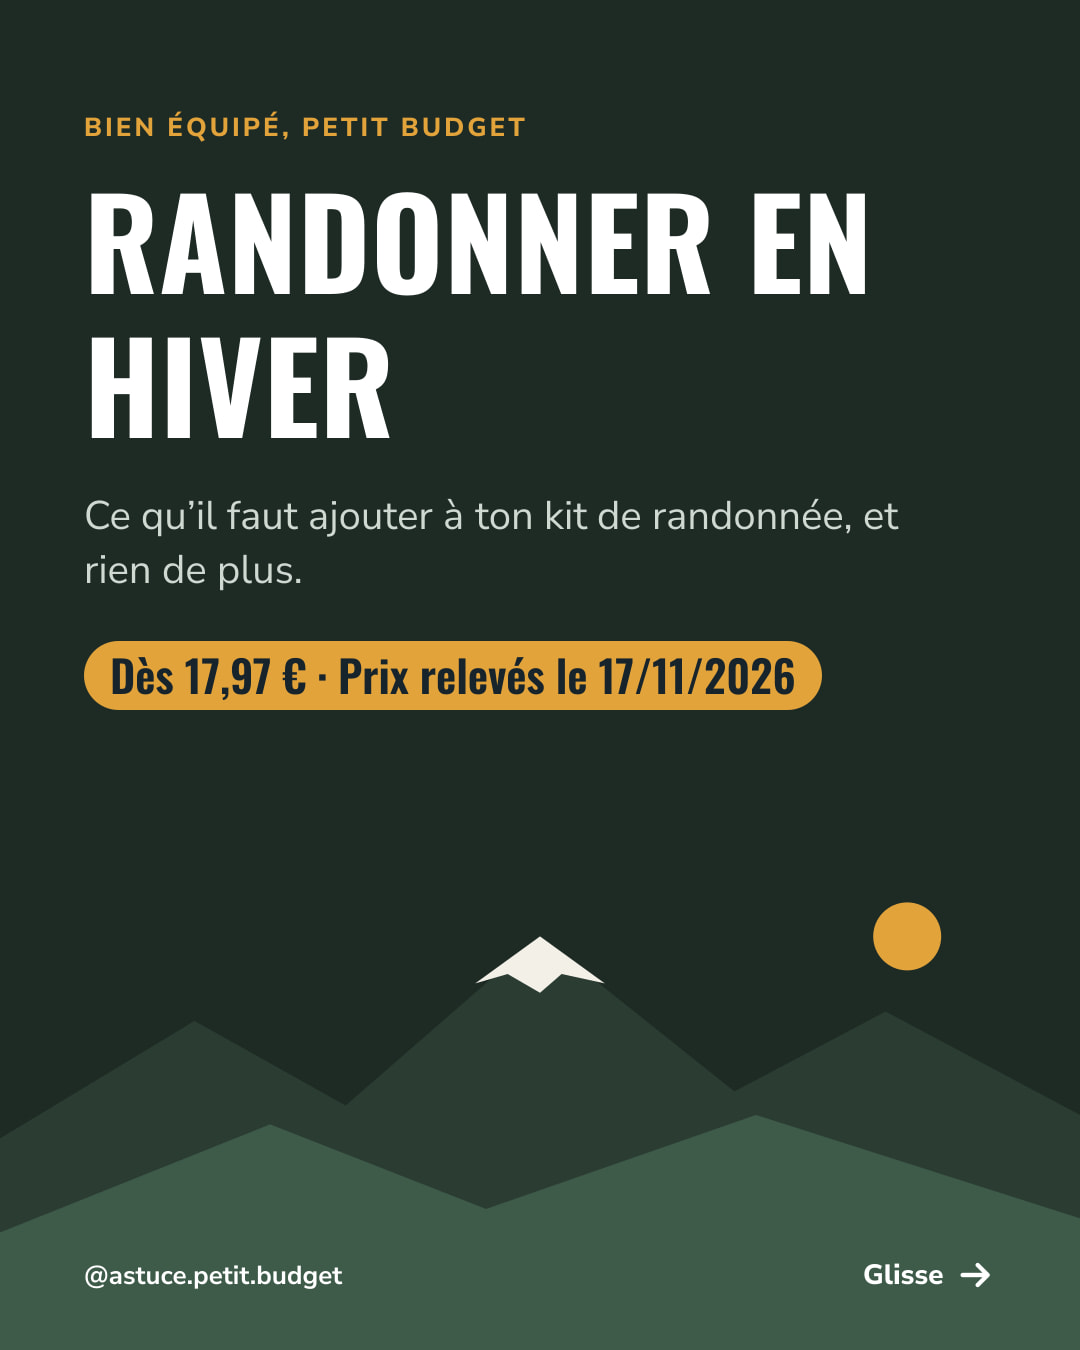 BIEN ÉQUIPÉ, PETIT BUDGET
RANDONNER EN
HIVER
Ce qu’il faut ajouter à ton kit de randonnée, et
rien de plus.
Dès 17,97 € · Prix relevés le 17/11/2026
@astuce.petit.budget
Glisse →